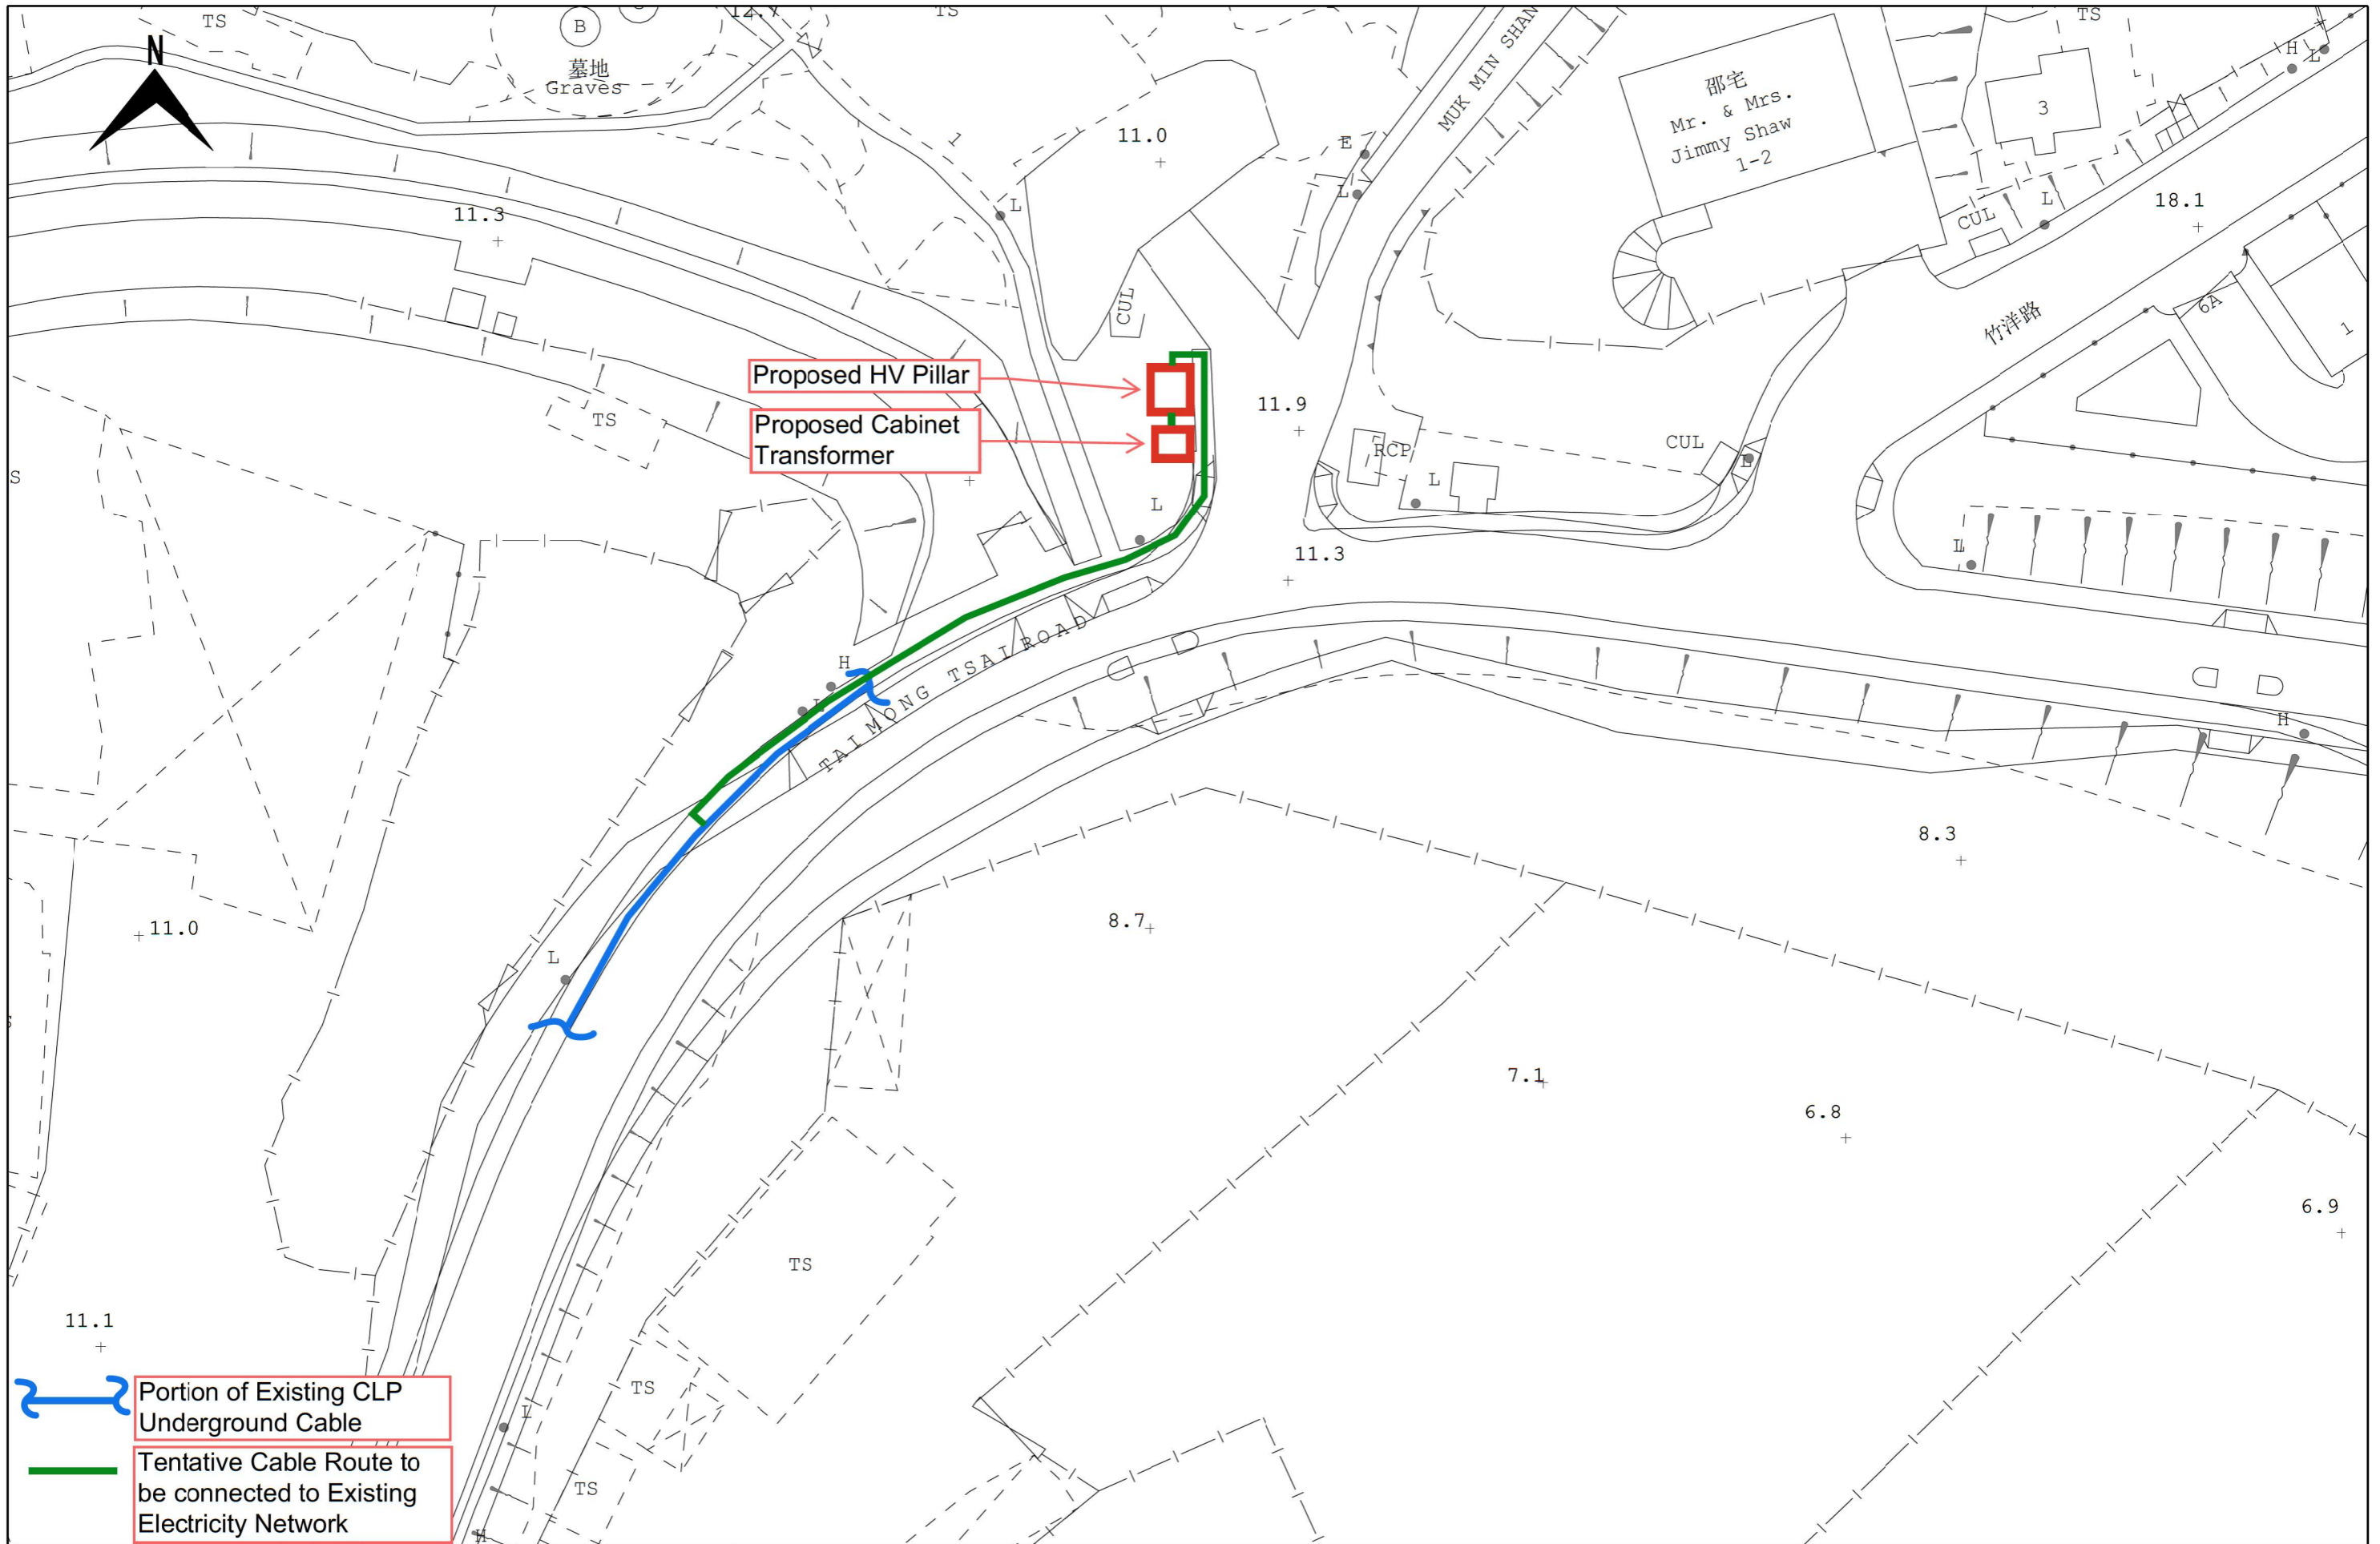 TS
B
12.7
TS
TS
N
墓地
Graves
MUK MIN SHAN
邵宅
Mr. & Mrs.
Jimmy Shaw
1-2
3
H
L
11.0
1
E
L
L
11.3
CUL
L
18.1
CUL
竹洋路
6A
1
Proposed HV Pillar
Proposed Cabinet
Transformer
11.9
TS
RCP
CUL
L
L
S
L
11.3
L
TAI MONG TSAI ROAD
H
L
H
8.3
8.7
11.0
L
7.1
6.8
6.9
TS
11.1
TS
L
TS
H
Portion of Existing CLP
Underground Cable
Tentative Cable Route to
be connected to Existing
Electricity Network